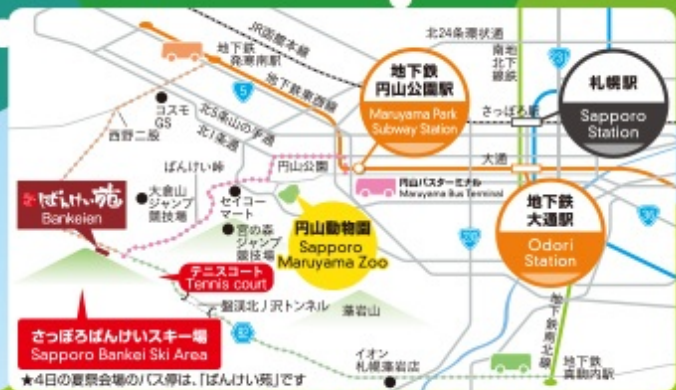 JR函館本線
地下鉄
発寒南駅
地下鉄東西線
5
コスモ
GS
西野二股
北5条山の手通
北1条通
ばんけい峠
円山公園
大倉山
ジャンプ
競技場
セイコー
マート
宮の森
ジャンプ
競技場
ばんけい苑
Bankeien
テニスコート
Tennis court
さっぽろばんけいスキー場
Sapporo Bankei Ski Area
盤渓北ノ沢トンネル
82
藻岩山
円山動物園
Sapporo
Maruyama Zoo
地下鉄
円山公園駅
Maruyama Park
Subway Station
円山バスターミナル
Maruyama Bus Terminal
北24条環状通
地下鉄
南北線
さっぽろ駅
札幌駅
Sapporo
Station
大通
地下鉄
大通駅
Odori
Station
36
230
イオン
札幌藻岩店
地下鉄南北線
地下鉄
真駒内駅
★4日の夏祭会場のバス停は、「ばんけい苑」です